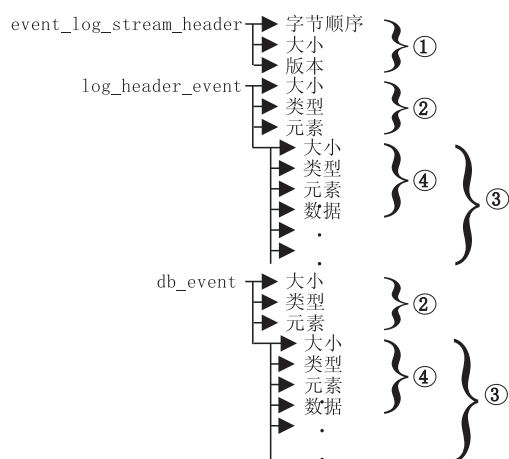 event_log_stream_header 字节顺序
大小 ①
版本
log_header_event 大小
类型 ②
元素
大小
类型
元素 ④
数据 ③
db_event 大小
类型 ②
元素
大小
类型
元素 ④
数据 ③